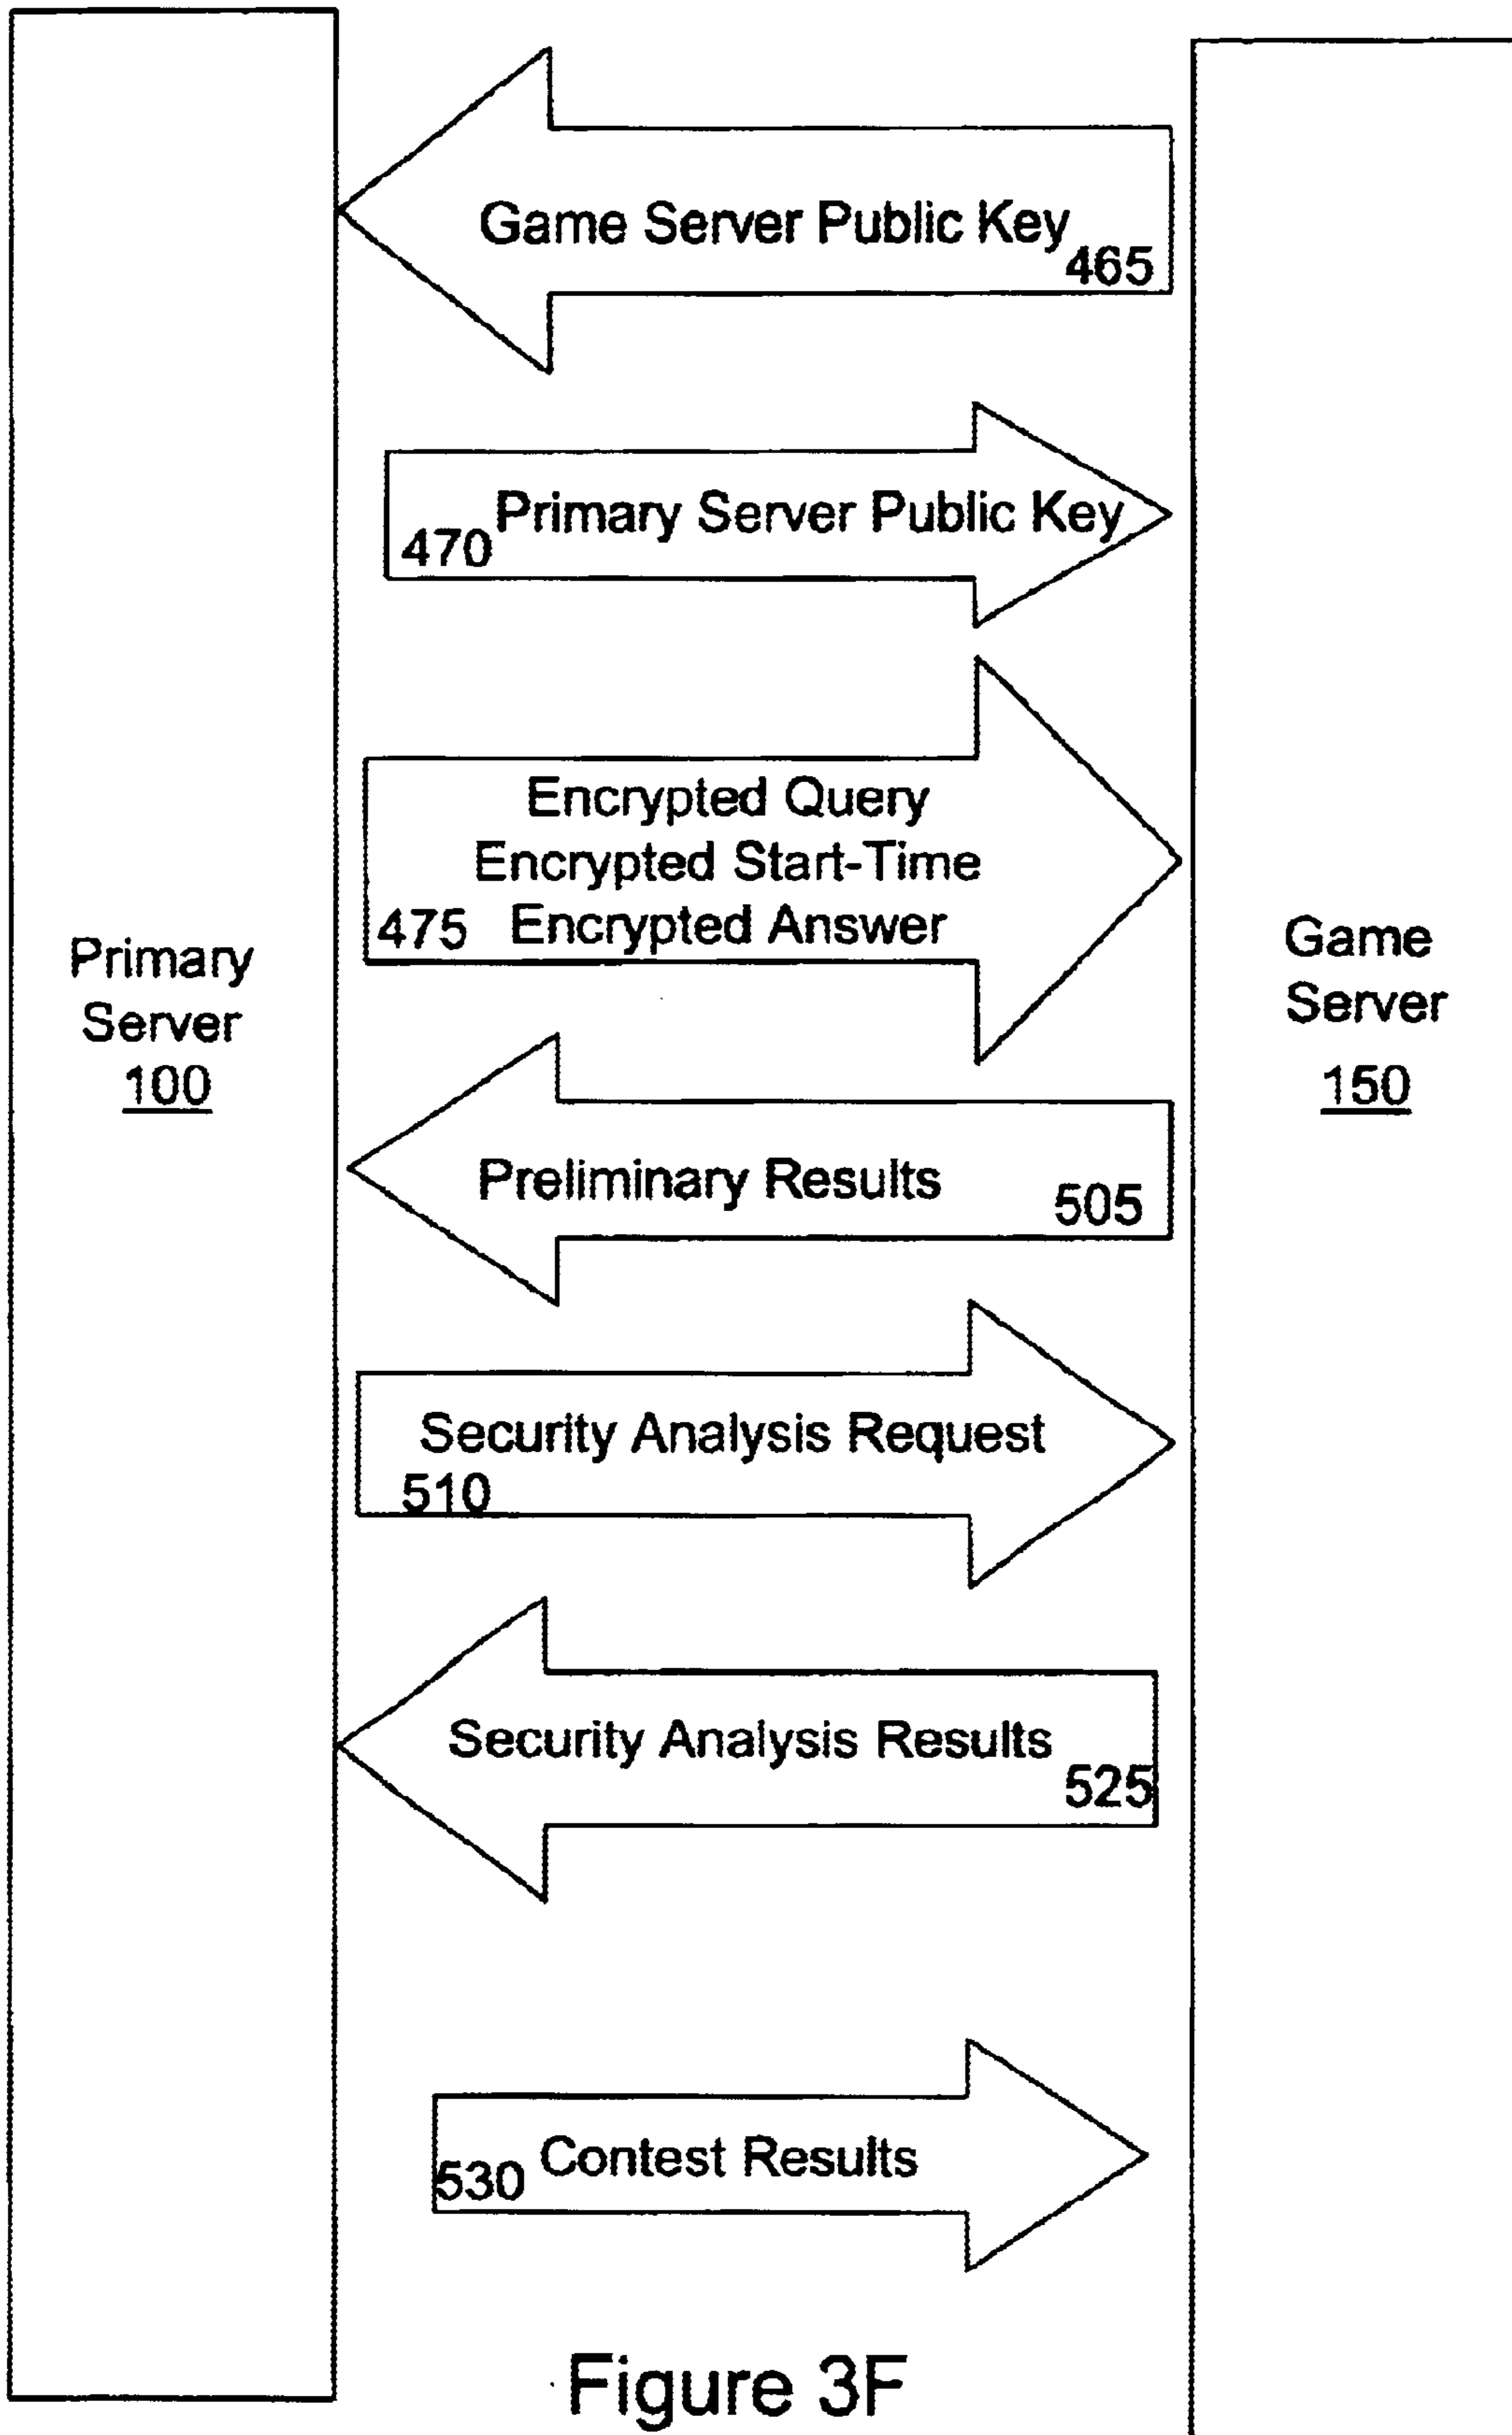 Game Server Public Key
465
Primary Server Public Key
470
Encrypted Query
Encrypted Start-Time
475 Encrypted Answer
Primary
Server
100
Game
Server
150
Preliminary Results
505
Security Analysis Request
510
Security Analysis Results
525
530 Contest Results
Figure 3F